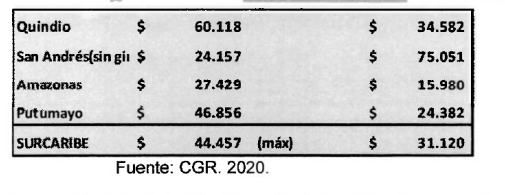 Quindio $ 60.118 $ 34.582
San Andrés(sin gii $ 24.157 $ 75.051
Amazonas $ 27.429 $ 15.980
Putumayo $ 46.856 $ 24.382
SURCARIBE $ 44.457 (máx) $ 31.120
Fuente: CGR. 2020.